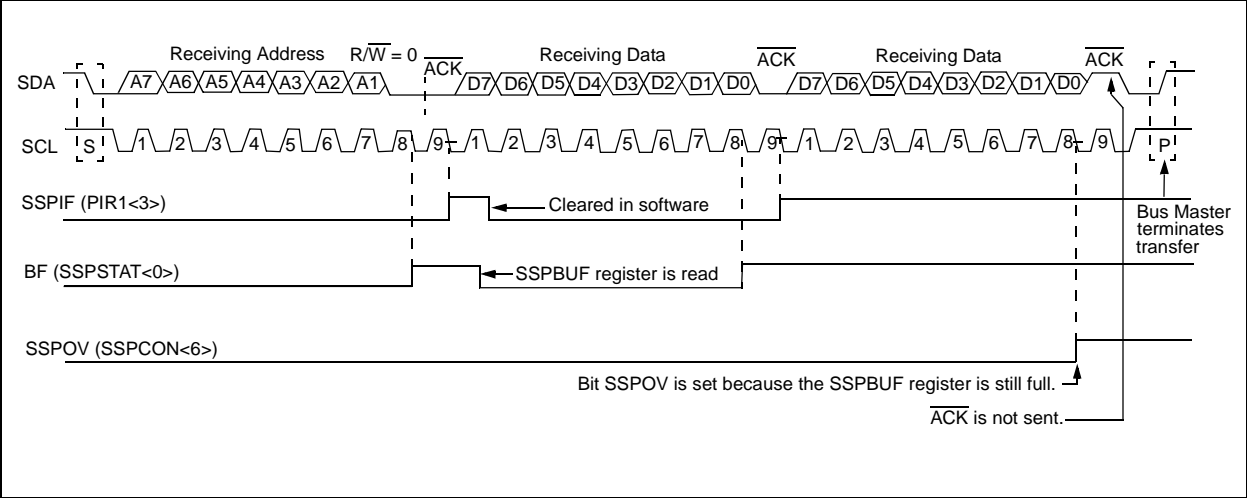 Receiving Address R/W̅ = 0 A̅C̅K̅ Receiving Data A̅C̅K̅ Receiving Data A̅C̅K̅
SDA A7 A6 A5 A4 A3 A2 A1 D7 D6 D5 D4 D3 D2 D1 D0 D7 D6 D5 D4 D3 D2 D1 D0
SCL S 1 2 3 4 5 6 7 8 9 1 2 3 4 5 6 7 8 9 1 2 3 4 5 6 7 8 9 P
SSPIF (PIR1<3>)
Cleared in software
Bus Master
terminates
transfer
BF (SSPSTAT<0>)
SSPBUF register is read
SSPOV (SSPCON<6>)
Bit SSPOV is set because the SSPBUF register is still full.
A̅C̅K̅ is not sent.